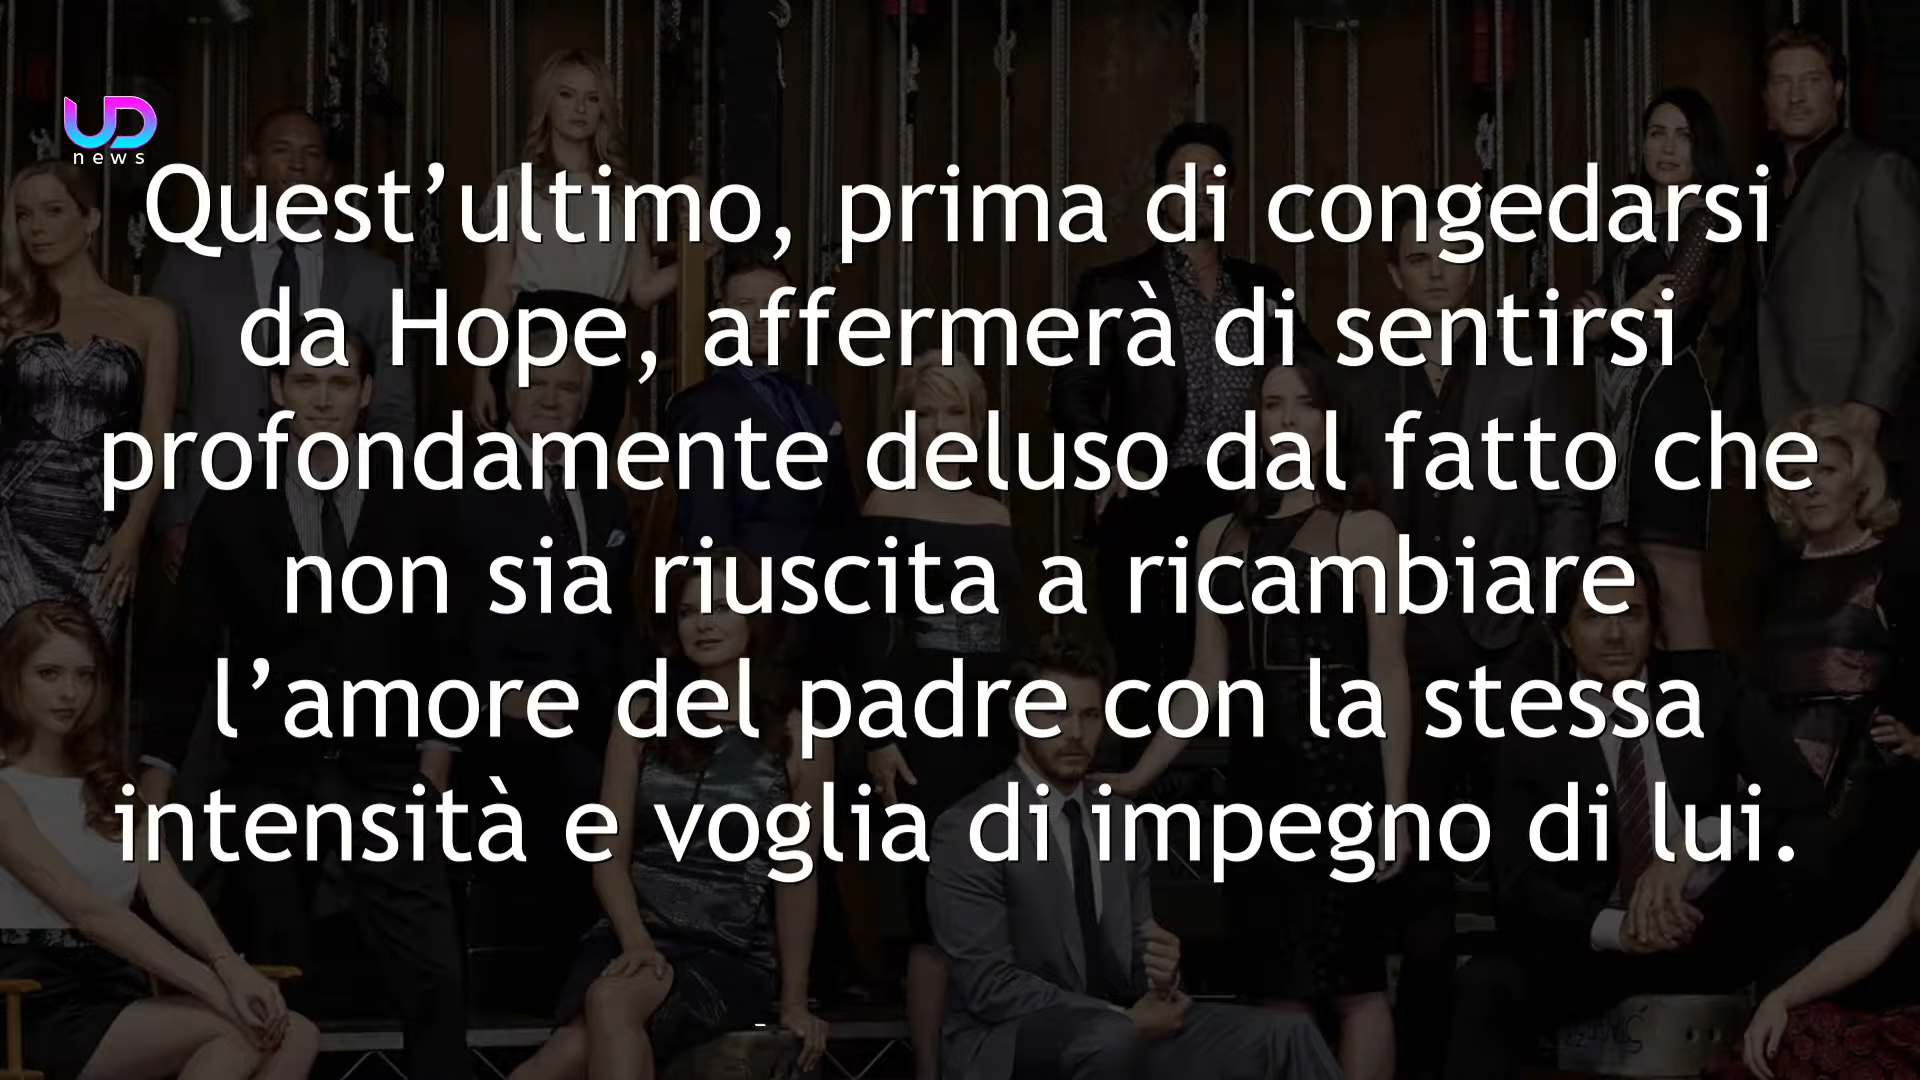 UD
news
Quest’ultimo, prima di congedarsi
da Hope, affermerà di sentirsi
profondamente deluso dal fatto che
non sia riuscita a ricambiare
l’amore del padre con la stessa
intensità e voglia di impegno di lui.